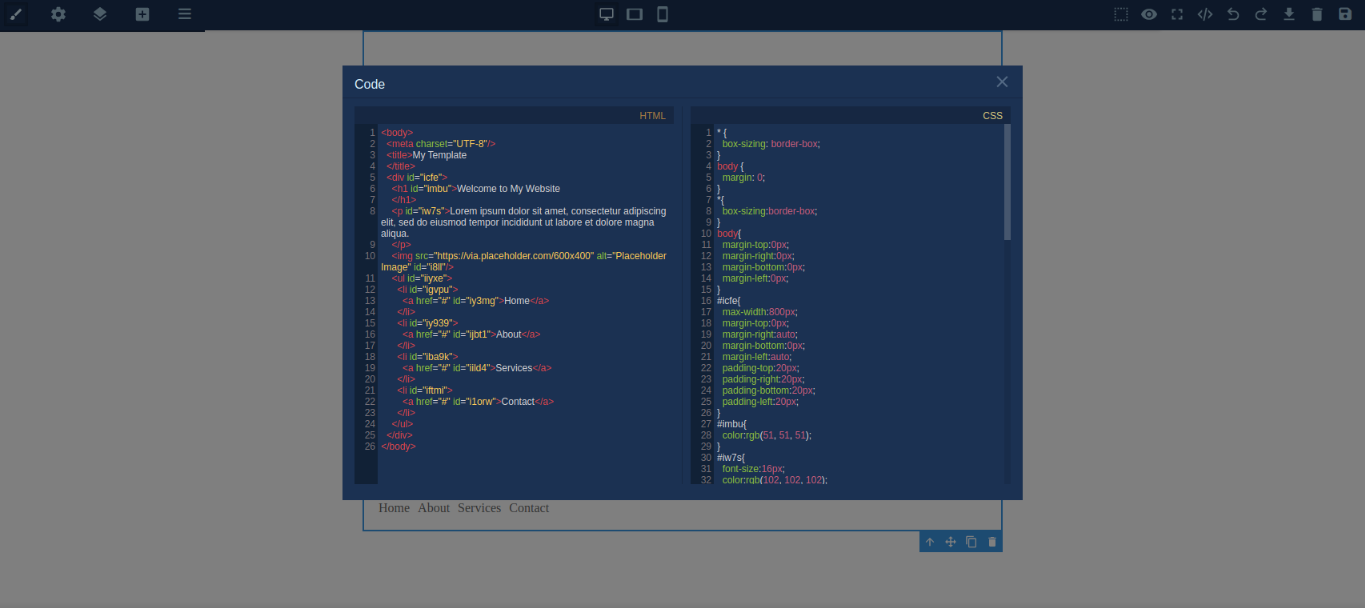 Code
HTML
1 <body>
2 <meta charset="UTF-8"/>
3 <title>My Template
4 </title>
5 <div id="icfe">
6 <h1 id="imbu">Welcome to My Website
7 </h1>
8 <p id="iw7s">Lorem ipsum dolor sit amet, consectetur adipiscing
elit, sed do eiusmod tempor incididunt ut labore et dolore magna
aliqua.
9 </p>
10 <img src="https://via.placeholder.com/600x400" alt="Placeholder
Image" id="i8ll"/>
11 <ul id="iiyxe">
12 <li id="igvpu">
13 <a href="#" id="iy3mg">Home</a>
14 </li>
15 <li id="iy939">
16 <a href="#" id="ijbt1">About</a>
17 </li>
18 <li id="iba9k">
19 <a href="#" id="iild4">Services</a>
20 </li>
21 <li id="iftmi">
22 <a href="#" id="i1orw">Contact</a>
23 </li>
24 </ul>
25 </div>
26 </body>
CSS
1 * {
2 box-sizing: border-box;
3 }
4 body {
5 margin: 0;
6 }
7 *{
8 box-sizing:border-box;
9 }
10 body{
11 margin-top:0px;
12 margin-right:0px;
13 margin-bottom:0px;
14 margin-left:0px;
15 }
16 #icfe{
17 max-width:800px;
18 margin-top:0px;
19 margin-right:auto;
20 margin-bottom:0px;
21 margin-left:auto;
22 padding-top:20px;
23 padding-right:20px;
24 padding-bottom:20px;
25 padding-left:20px;
26 }
27 #imbu{
28 color:rgb(51, 51, 51);
29 }
30 #iw7s{
31 font-size:16px;
32 color:rgb(102, 102, 102);
Home About Services Contact